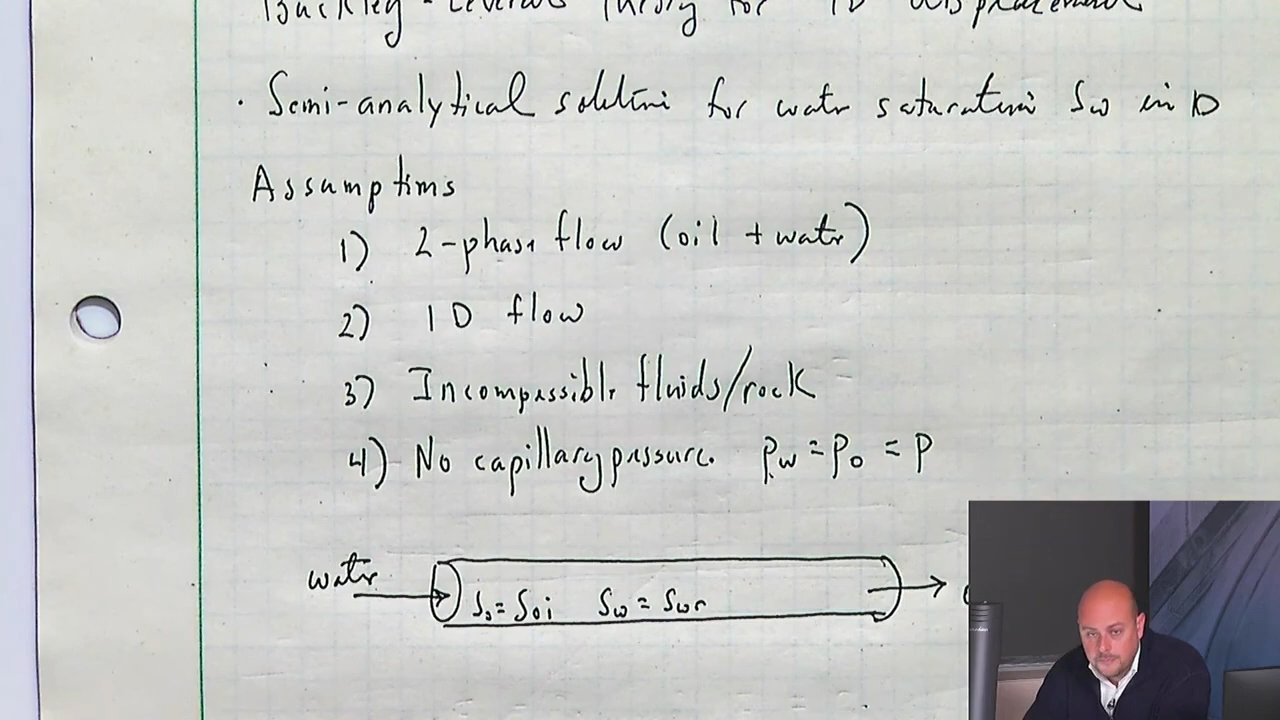 Buckley-Leverett Theory for 1D displacement
· Semi-analytical solution for water saturation Sw in 1D
Assumptions
1) 2-phase flow (oil + water)
2) 1D flow
3) Incompressible fluids/rock
4) No capillary pressure. Pw = Po = P
water
So = Soi Sw = Swr